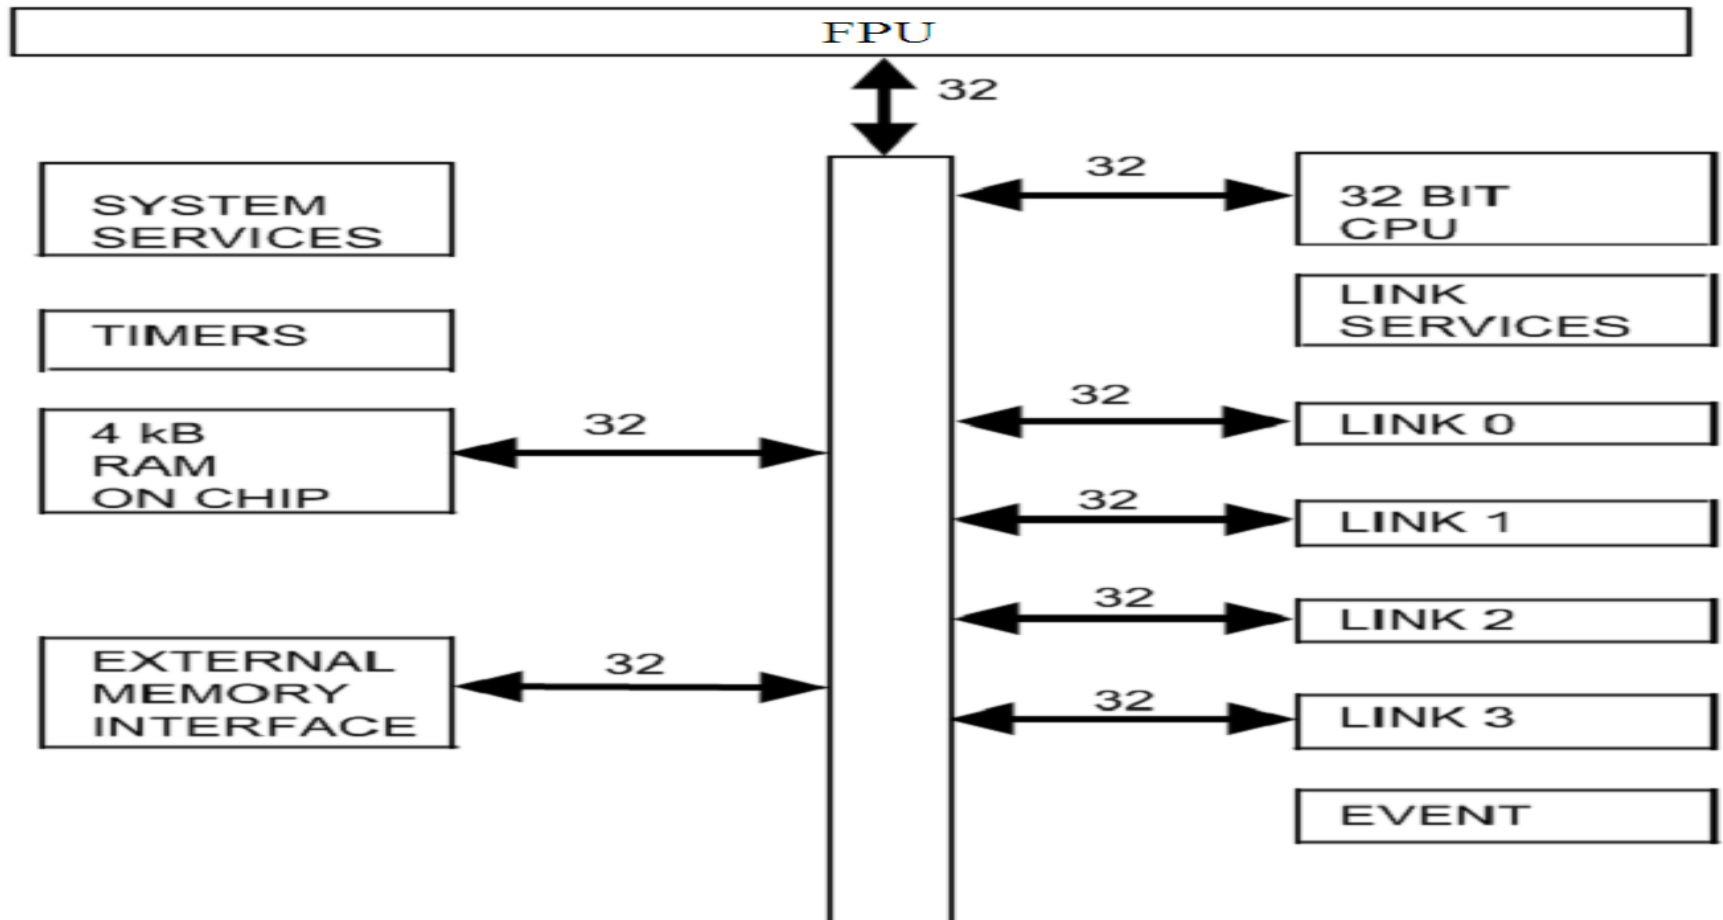 FPU
32
SYSTEM
SERVICES
TIMERS
4 kB
RAM
ON CHIP
32
EXTERNAL
MEMORY
INTERFACE
32
32
32 BIT
CPU
LINK
SERVICES
32
LINK 0
32
LINK 1
32
LINK 2
32
LINK 3
EVENT